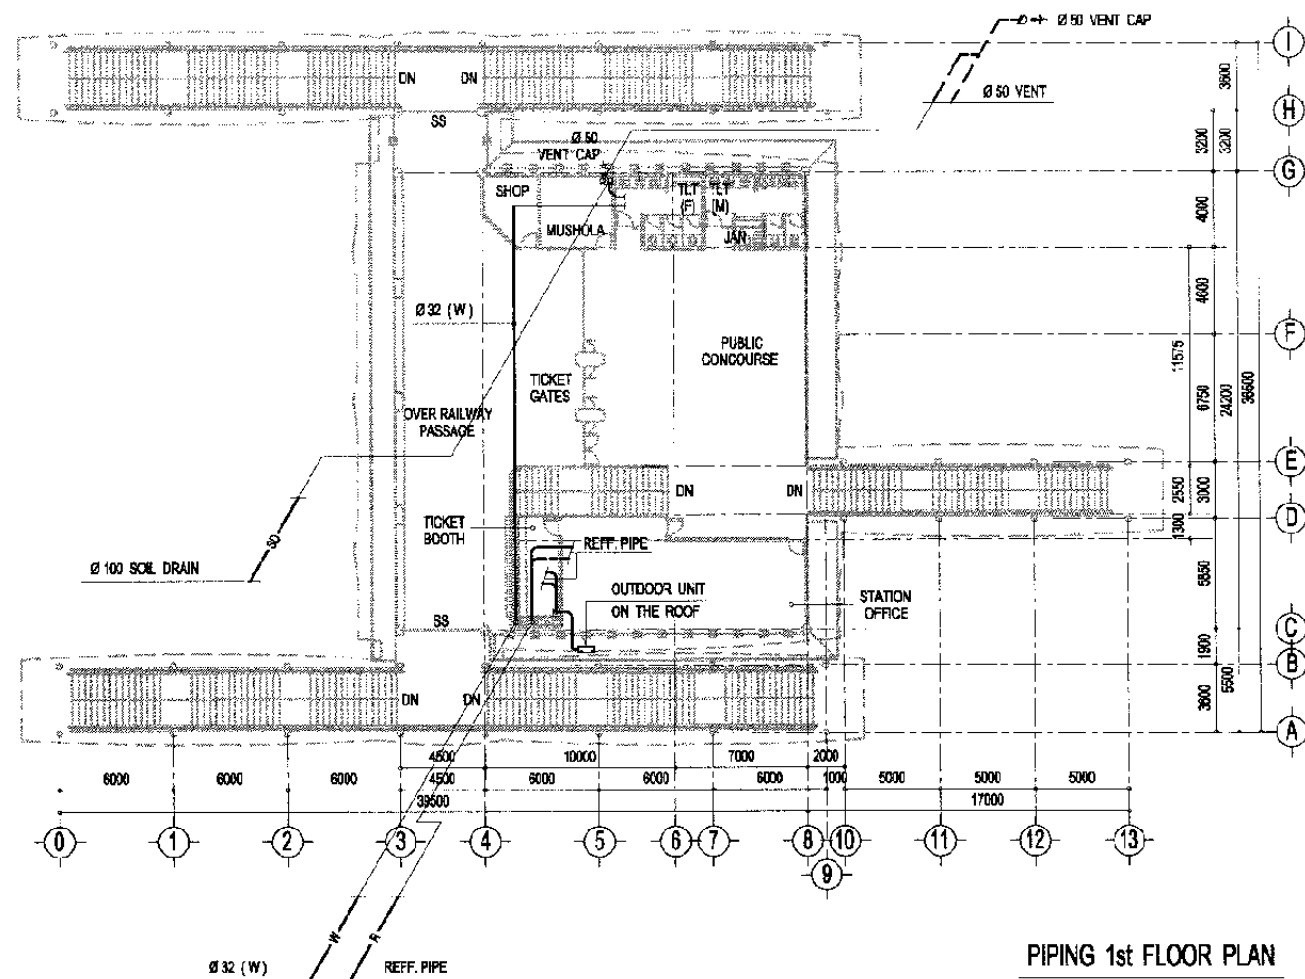 Ø 50 VENT CAP
I
3600
DN DN
Ø 50 VENT
H
SS
Ø 50
VENT CAP
3200
3200
G
SHOP
TLT
(F)
TLT
(M)
4000
MUSHOLA
JAN
4600
Ø 32 (W)
F
PUBLIC
CONCOURSE
11575
TICKET
GATES
6750
24200
OVER RAILWAY
PASSAGE
E
DN DN
2550
3000
D
TICKET
BOOTH
1300
SD
REFF. PIPE
Ø 100 SOIL DRAIN
5850
OUTDOOR UNIT
ON THE ROOF
STATION
OFFICE
SS
C
1900
B
5500
DN DN
3600
A
4500 10000 7000 2000
6000 6000 6000 4500 6000 6000 6000 1000 5000 5000 5000
39500 17000
0 1 2 3 4 5 6 7 8 10 11 12 13
9
W R
Ø 32 (W) REFF. PIPE
PIPING 1st FLOOR PLAN